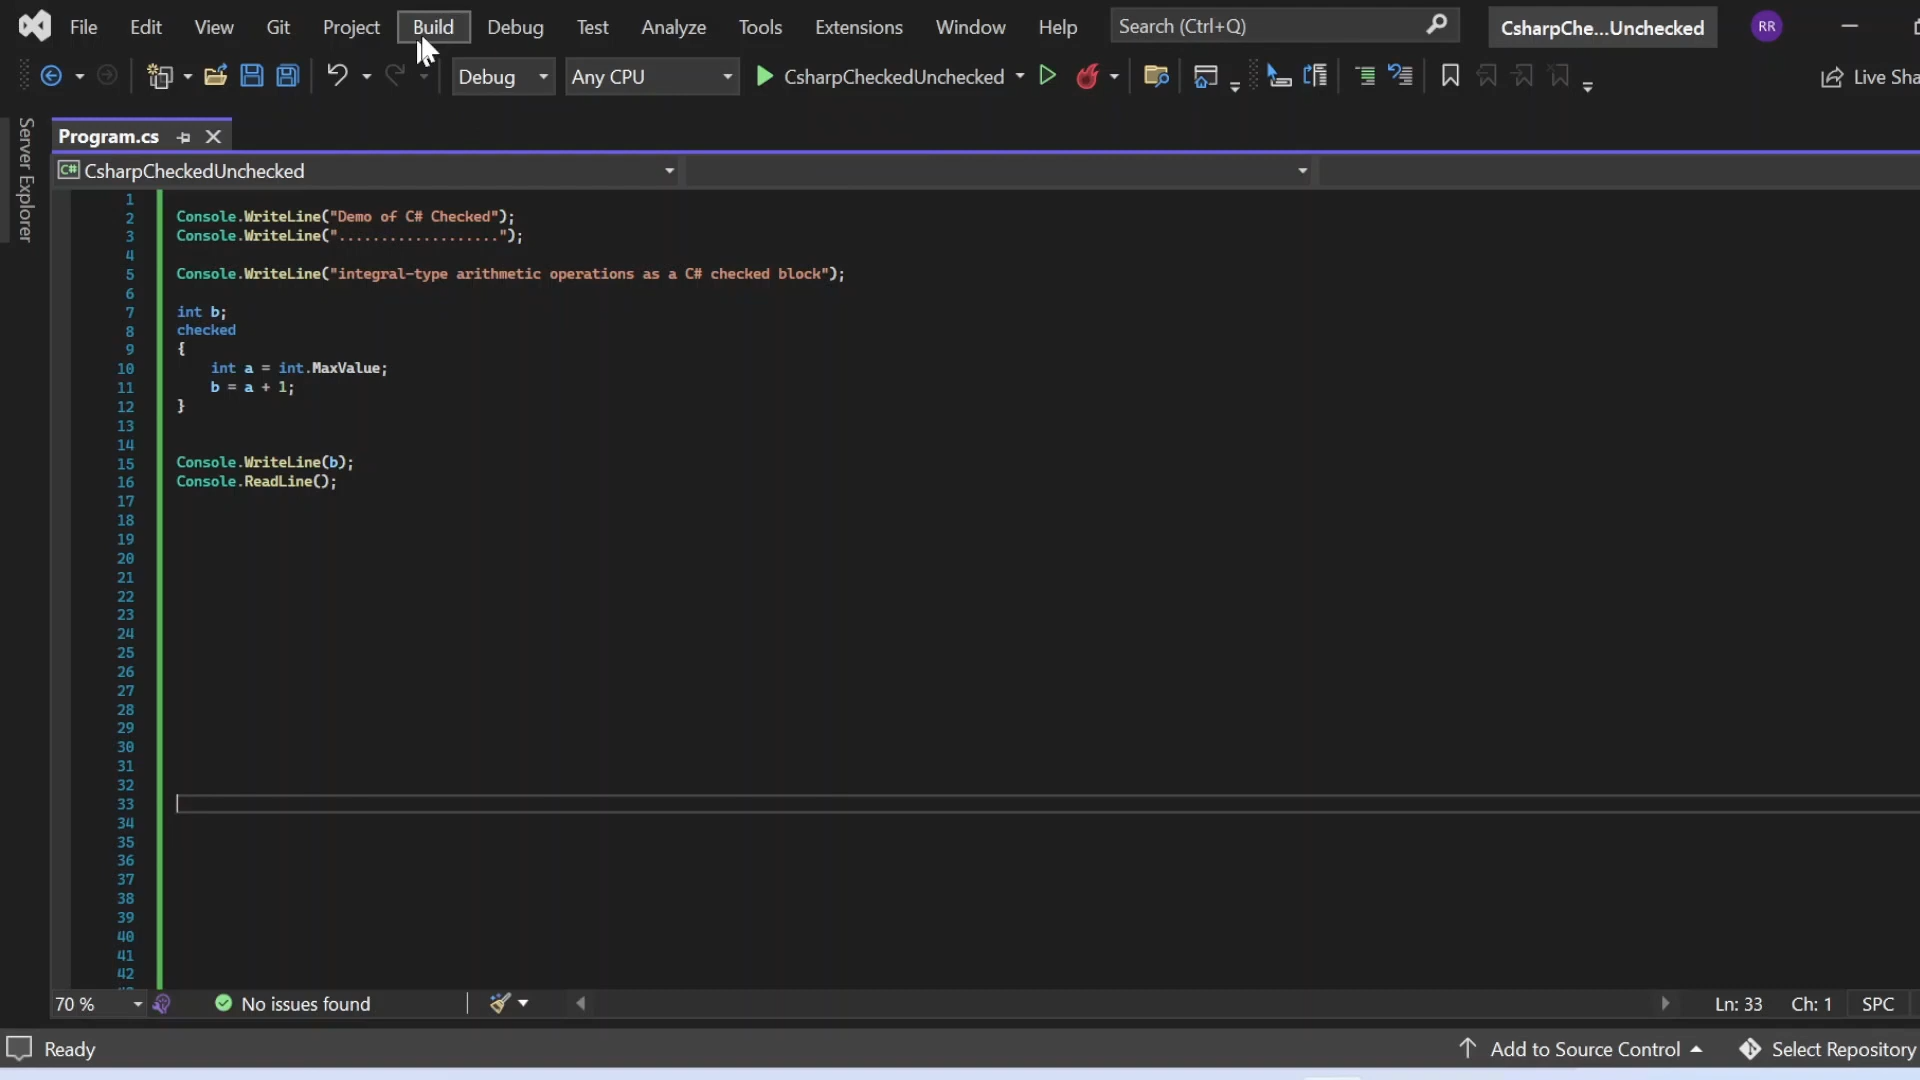 File Edit View Git Project Build Debug Test Analyze Tools Extensions Window Help Search (Ctrl+Q) CsharpChe...Unchecked RR
Debug Any CPU CsharpCheckedUnchecked Live Sha
Server Explorer
Program.cs
C# CsharpCheckedUnchecked
1
2 Console.WriteLine("Demo of C# Checked");
3 Console.WriteLine("...................");
4
5 Console.WriteLine("integral-type arithmetic operations as a C# checked block");
6
7 int b;
8 checked
9 {
10 int a = int.MaxValue;
11 b = a + 1;
12 }
13
14
15 Console.WriteLine(b);
16 Console.ReadLine();
17
18
19
20
21
22
23
24
25
26
27
28
29
30
31
32
33
34
35
36
37
38
39
40
41
42
70 % No issues found Ln: 33 Ch: 1 SPC
Ready Add to Source Control Select Repository